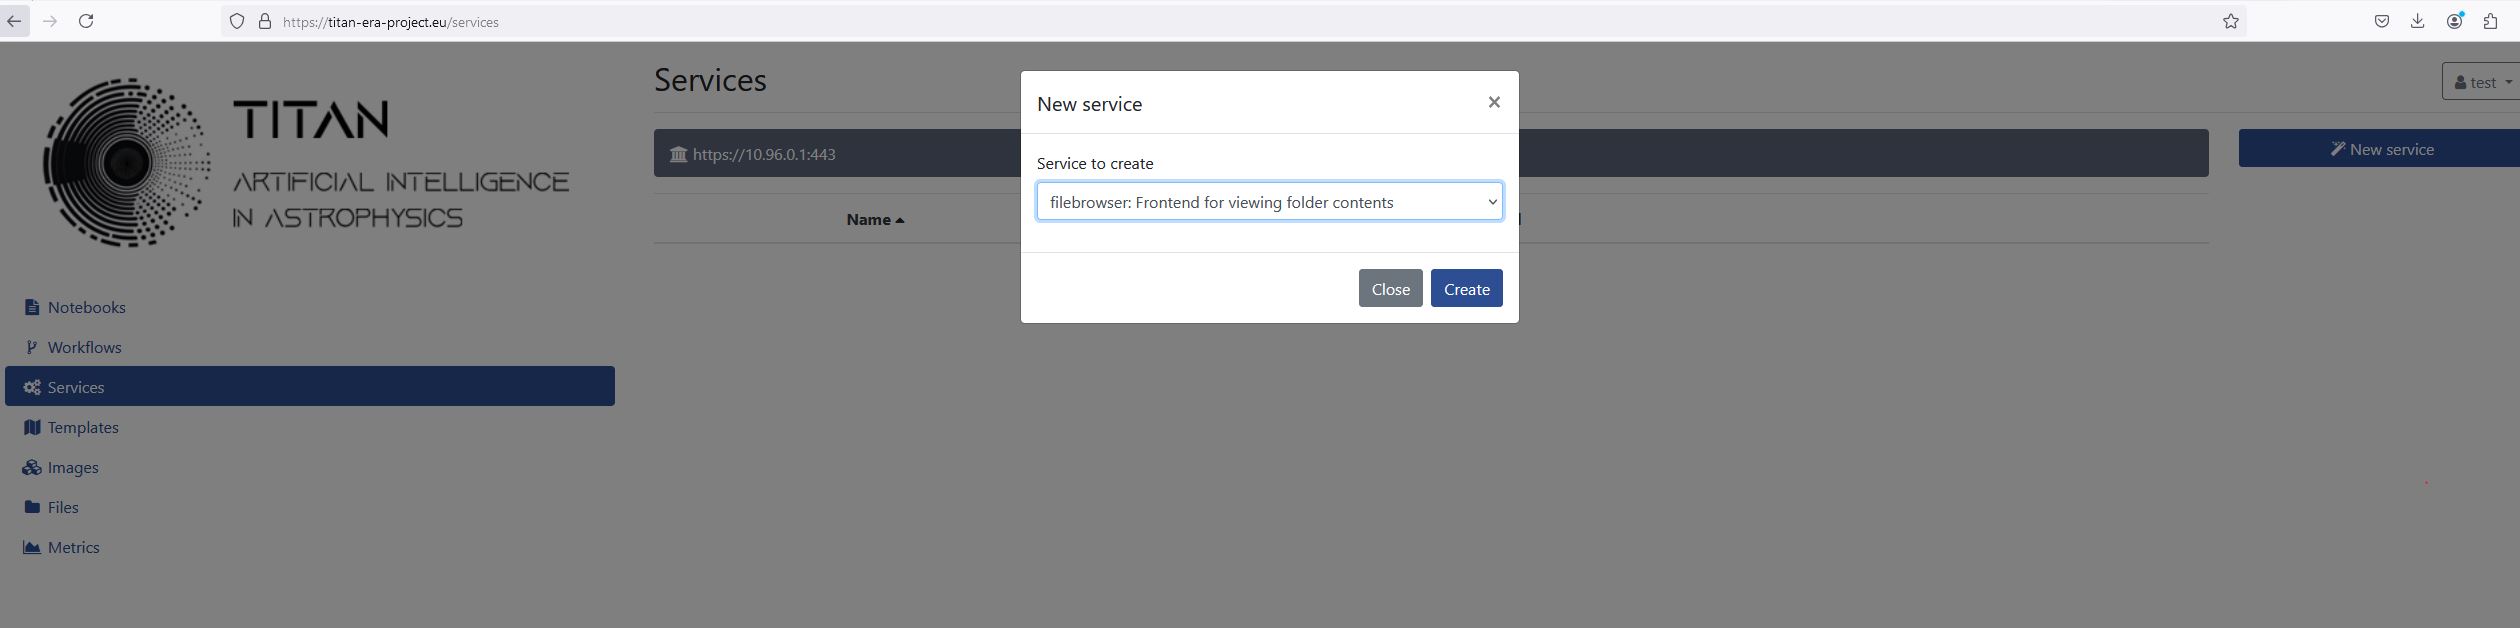 https://titan-era-project.eu/services
TITAN
ARTIFICIAL INTELLIGENCE
IN ASTROPHYSICS
Notebooks
Workflows
Services
Templates
Images
Files
Metrics
Services
test
https://10.96.0.1:443
New service
Name
New service
×
Service to create
filebrowser: Frontend for viewing folder contents
Close
Create